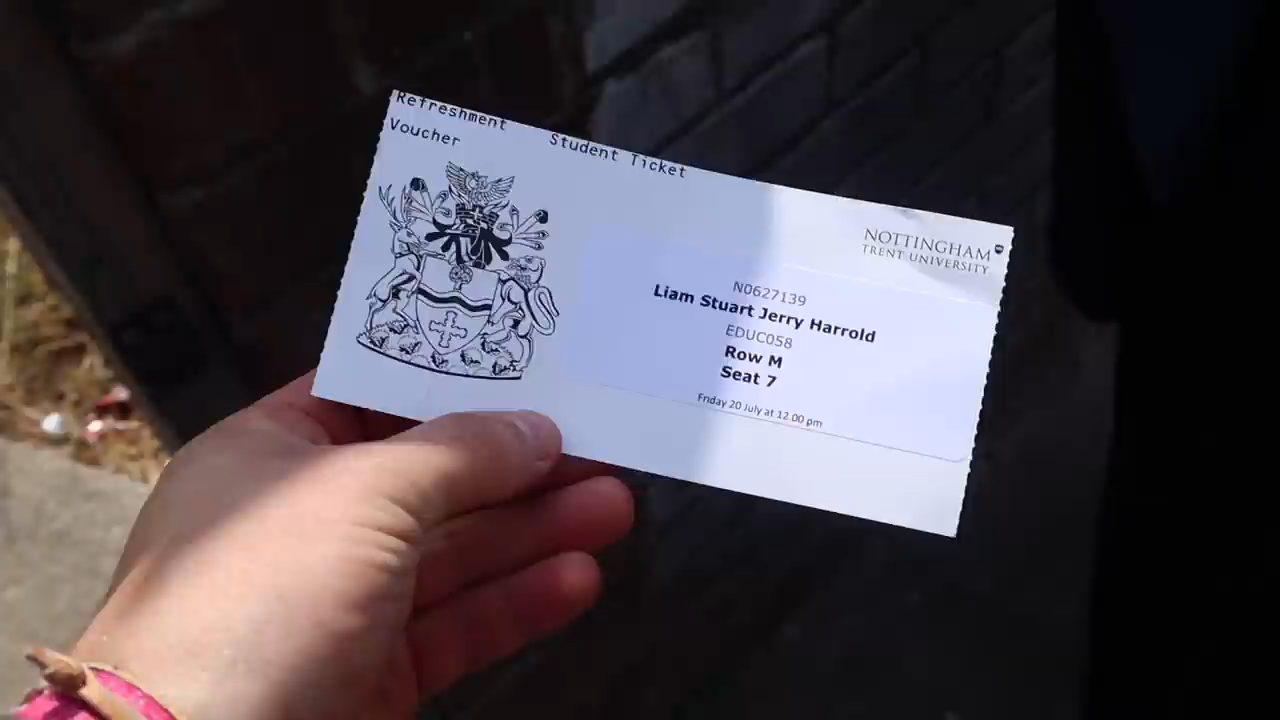 Refreshment
Voucher
Student Ticket
NOTTINGHAM
TRENT UNIVERSITY
N0627139
Liam Stuart Jerry Harrold
EDUC058
Row M
Seat 7
Friday 20 July at 12.00 pm